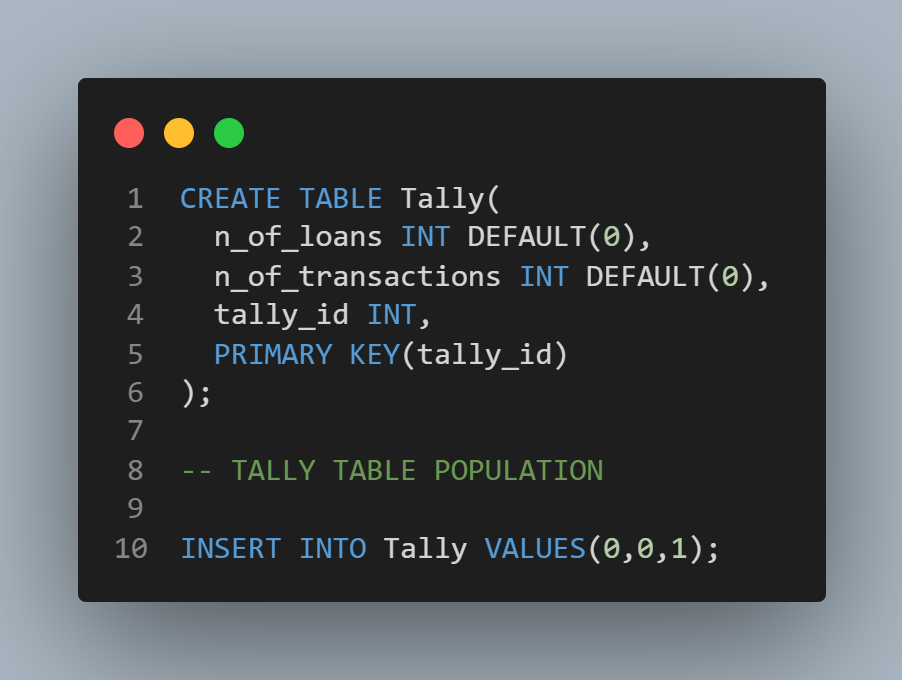 1 CREATE TABLE Tally(
2   n_of_loans INT DEFAULT(0),
3   n_of_transactions INT DEFAULT(0),
4   tally_id INT,
5   PRIMARY KEY(tally_id)
6 );
7
8 -- TALLY TABLE POPULATION
9
10 INSERT INTO Tally VALUES(0,0,1);